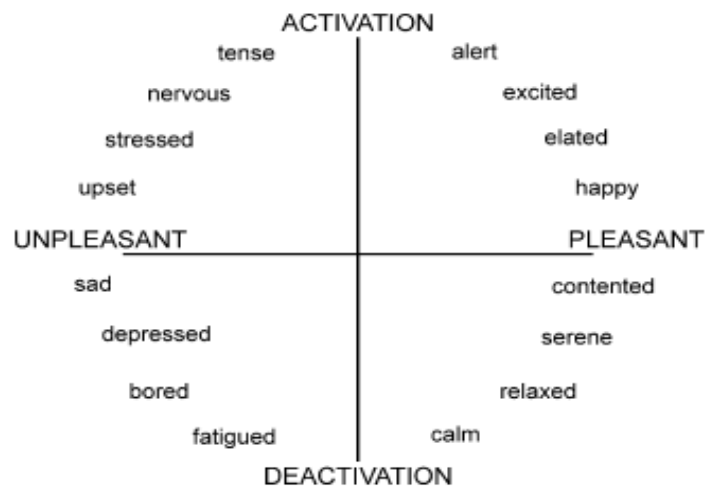 ACTIVATION
tense alert
nervous excited
stressed elated
upset happy
UNPLEASANT PLEASANT
sad contented
depressed serene
bored relaxed
fatigued calm
DEACTIVATION